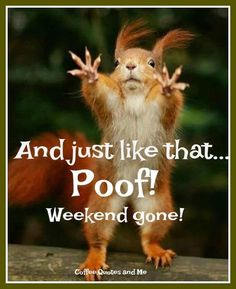 And just like that...
Poof!
Weekend gone!
Coffee Quotes and Me